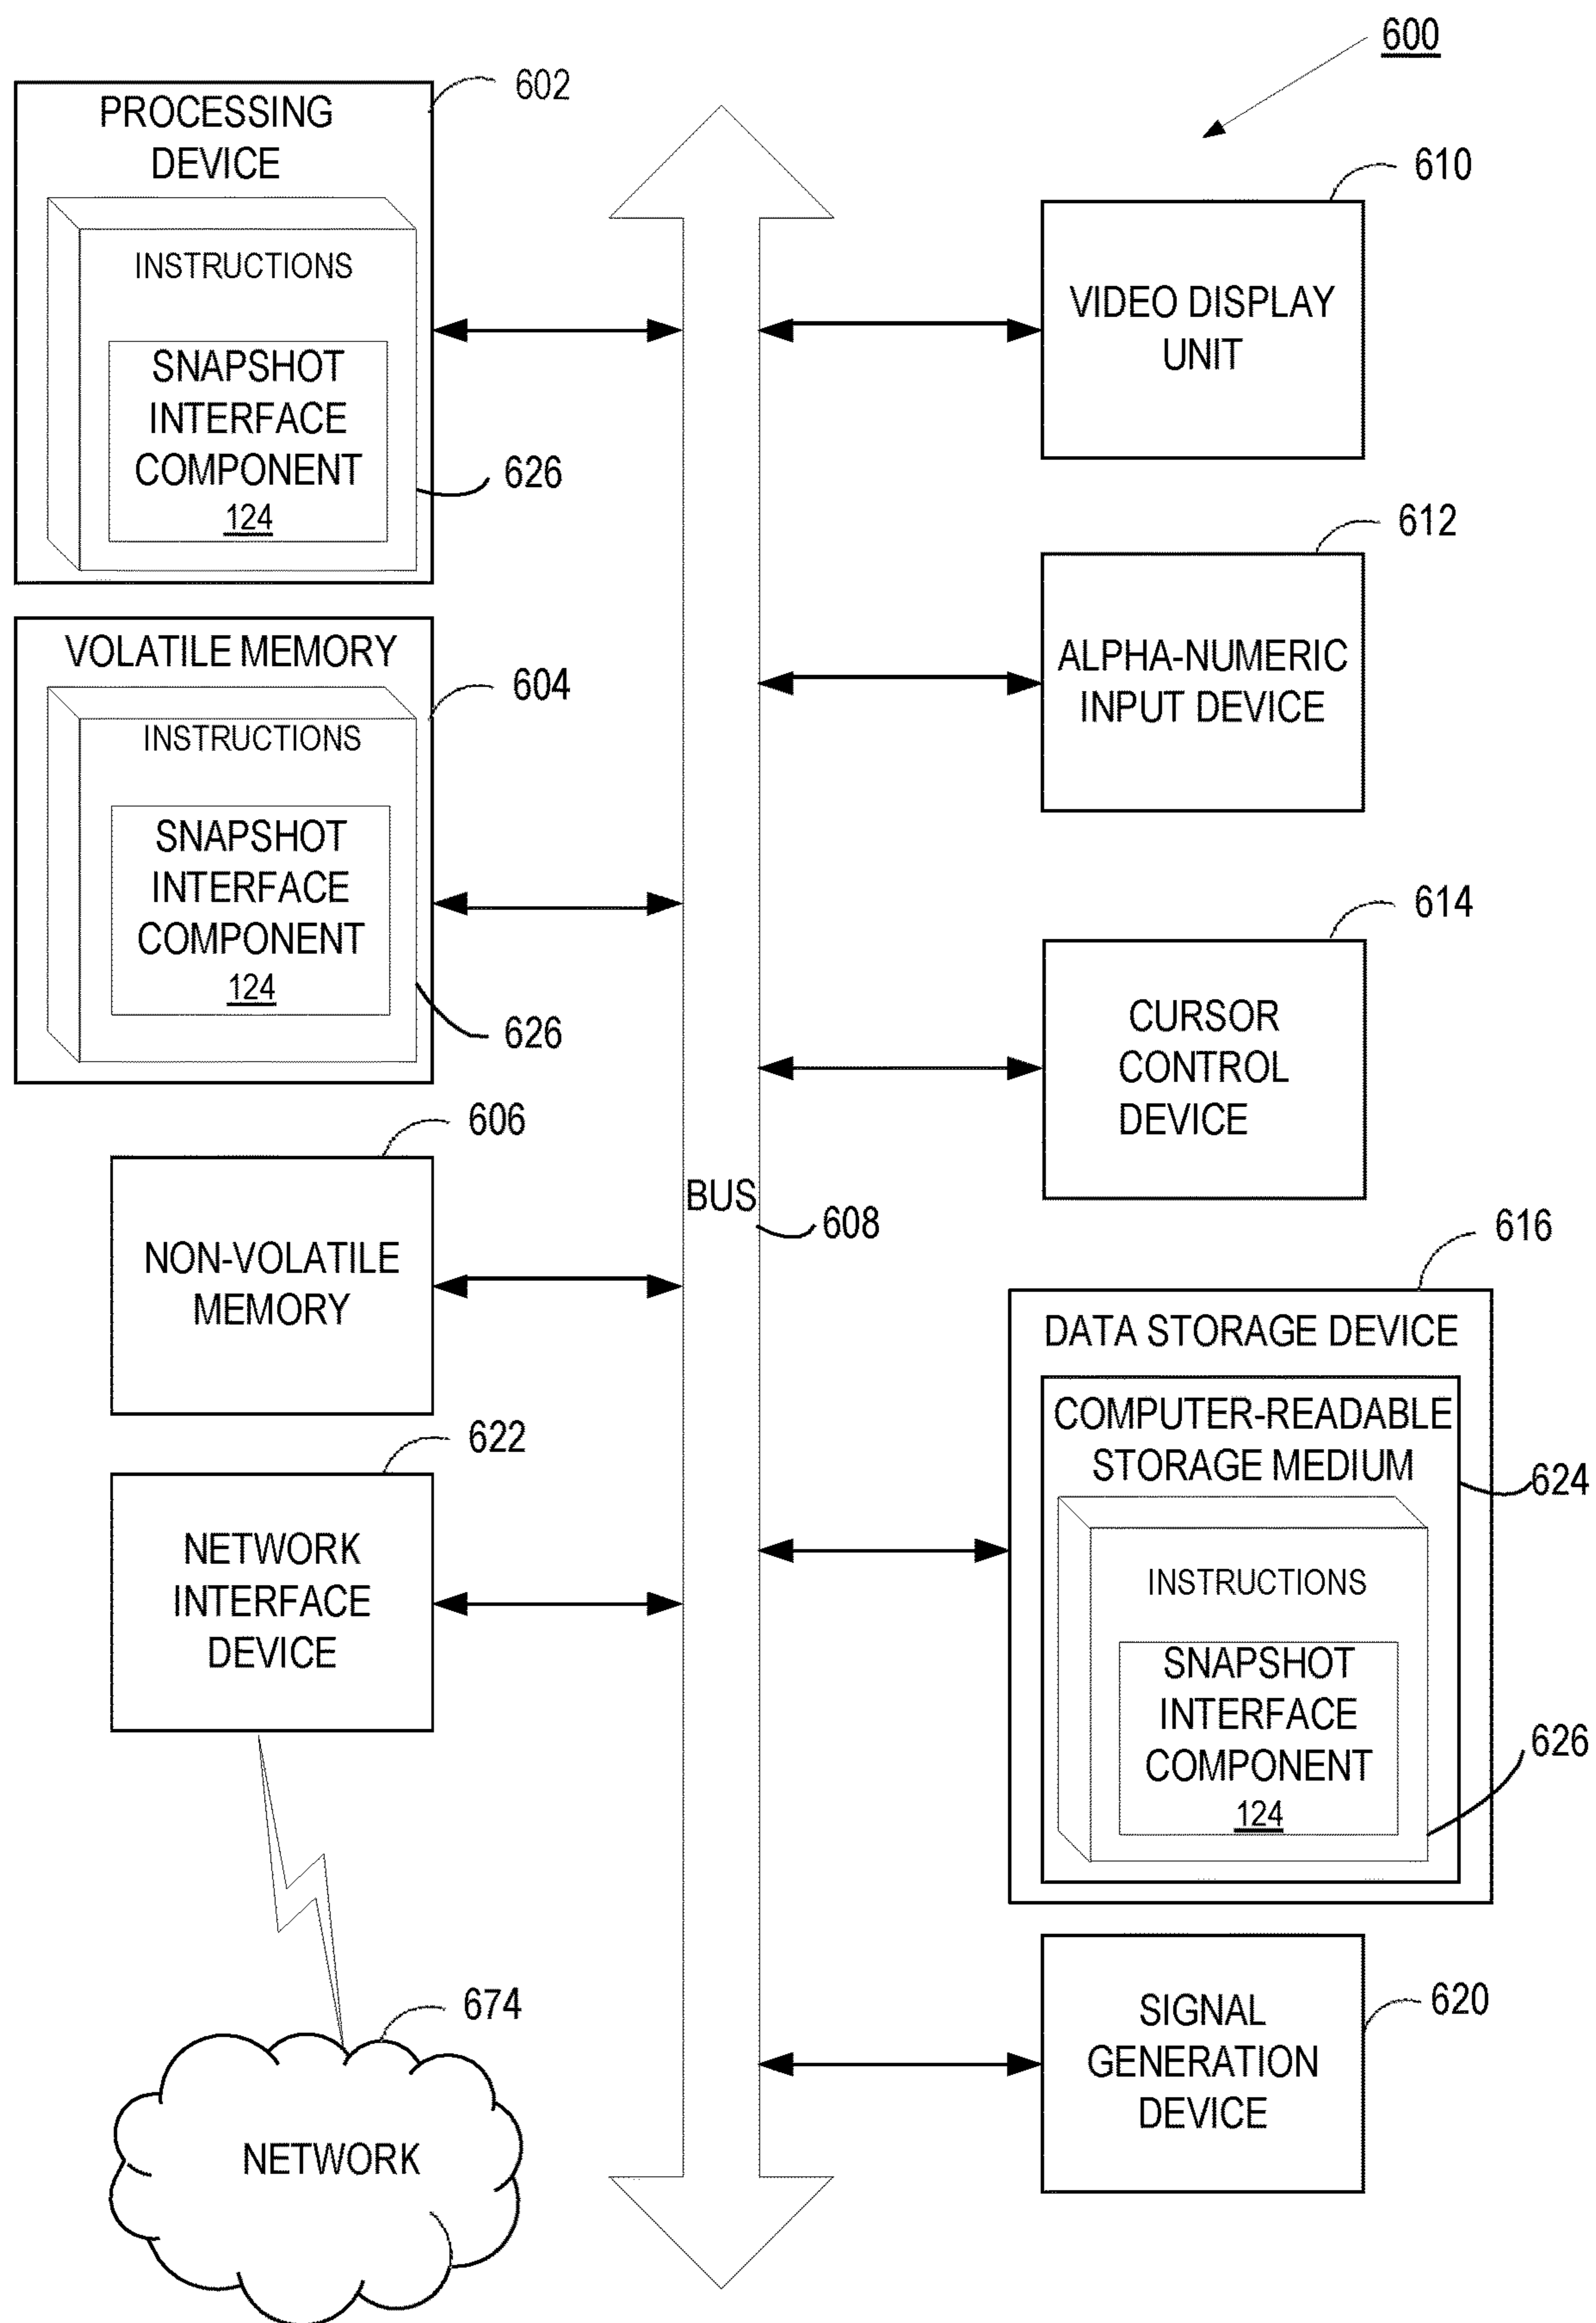 600
602
PROCESSING
DEVICE
INSTRUCTIONS
SNAPSHOT
INTERFACE
COMPONENT
124
626
VOLATILE MEMORY
604
INSTRUCTIONS
SNAPSHOT
INTERFACE
COMPONENT
124
626
606
NON-VOLATILE
MEMORY
622
NETWORK
INTERFACE
DEVICE
674
NETWORK
BUS
608
610
VIDEO DISPLAY
UNIT
612
ALPHA-NUMERIC
INPUT DEVICE
614
CURSOR
CONTROL
DEVICE
616
DATA STORAGE DEVICE
COMPUTER-READABLE
STORAGE MEDIUM
624
INSTRUCTIONS
SNAPSHOT
INTERFACE
COMPONENT
124
626
620
SIGNAL
GENERATION
DEVICE